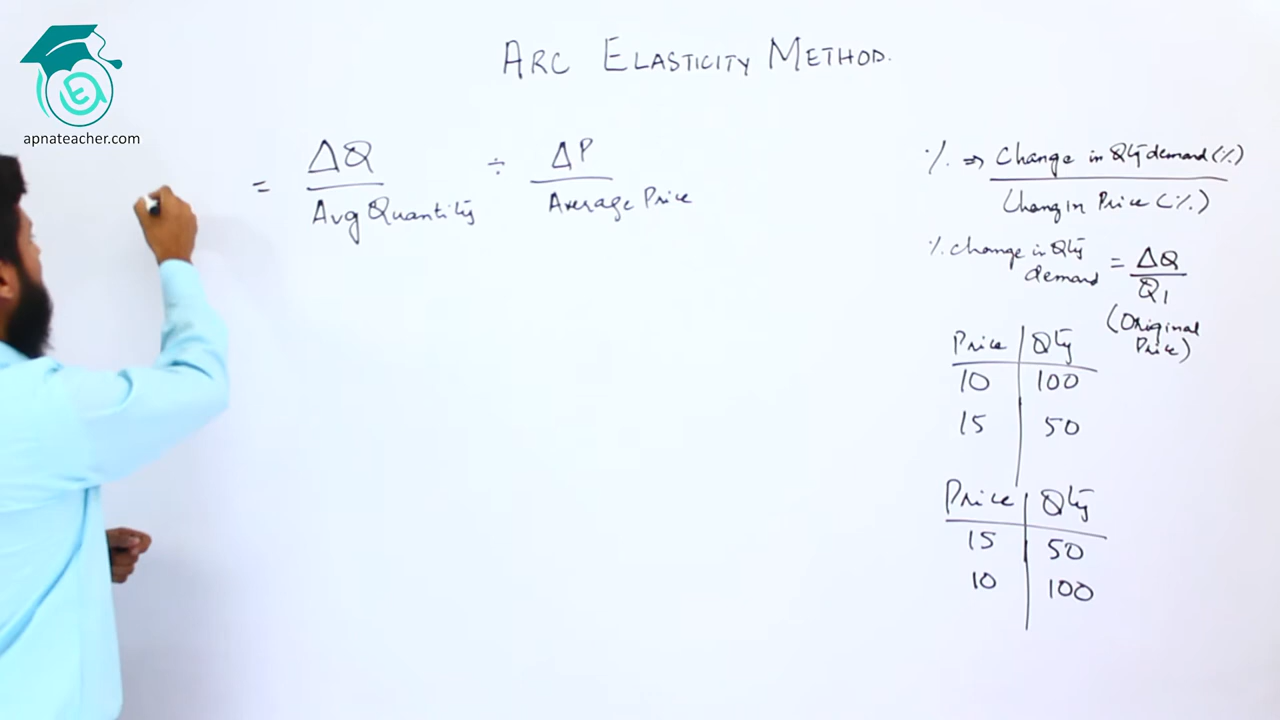 apnateacher.com
ARC ELASTICITY METHOD.
= ΔQ / Avg Quantity ÷ ΔP / Average Price
% ⇒ Change in Qty demand (%) / Chang in Price (%)
% change in Qty demand = ΔQ / Q1
(Original Price)
Price | Qty
10 | 100
15 | 50
Price | Qty
15 | 50
10 | 100